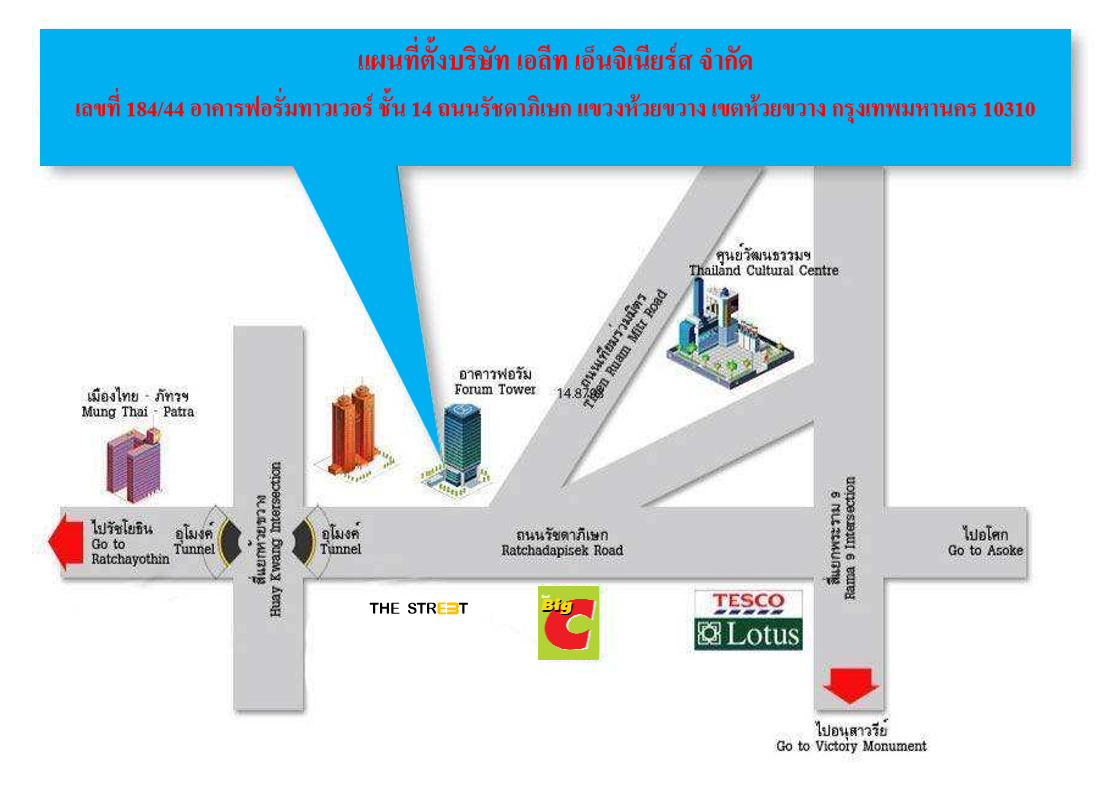 แผนที่ตั้งบริษัท เอลีท เอ็นจิเนียร์ส จำกัด
เลขที่ 184/44 อาคารฟอรั่มทาวเวอร์ ชั้น 14 ถนนรัชดาภิเษก แขวงห้วยขวาง เขตห้วยขวาง กรุงเทพมหานคร 10310
ศูนย์วัฒนธรรมฯ
Thailand Cultural Centre
ถนนเทียมร่วมมิตร
Tien Ruam Mitr Road
อาคารฟอรัม
Forum Tower
เมืองไทย - ภัทรฯ
Mung Thai - Patra
ไปรัชโยธิน
Go to
Ratchayothin
อุโมงค์
Tunnel
สี่แยกห้วยขวาง
Huay Kwang Intersection
อุโมงค์
Tunnel
ถนนรัชดาภิเษก
Ratchadapisek Road
สี่แยกพระราม 9
Rama 9 Intersection
ไปอโศก
Go to Asoke
THE STREET
Big
C
TESCO
Lotus
ไปอนุสาวรีย์
Go to Victory Monument